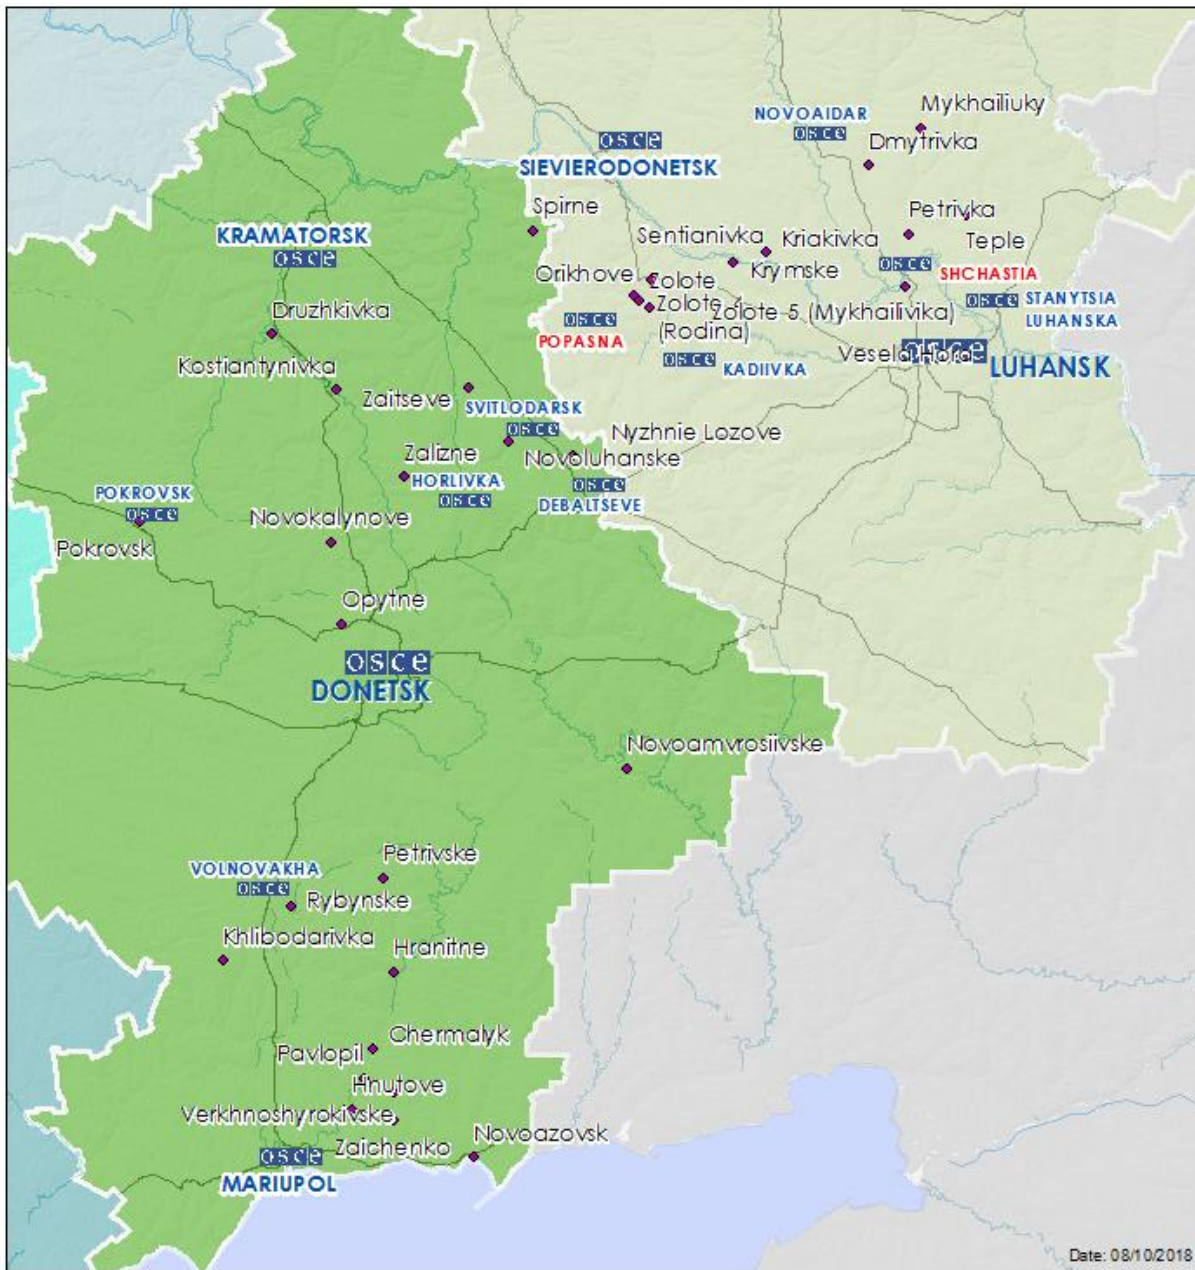 Mykhailiuky
NOVOAIDAR
osce
osce
SIEVIERODONETSK
Dmytrivka
Spirne
Petrivka
KRAMATORSK
osce
Sentianivka
Kriakivka
Teple
osce
Orikhove
Krymske
SHCHASTIA
Zolote
osce
STANYTSIA
LUHANSKA
Druzhkivka
osce
Zolote 4
(Rodina)
Zolote 5 (Mykhailivka)
POPASNA
osce
KADIIVKA
Vesela Hora
osce
LUHANSK
Kostiantynivka
Zaitseve
SVITLODARSK
osce
Nyzhnie Lozove
Zalizne
Novoluhanske
HORLIVKA
osce
osce
DEBALTSEVE
POKROVSK
osce
Novokalynove
Pokrovsk
Opytne
osce
DONETSK
Novoamvrosiivske
Petrivske
VOLNOVAKHA
osce
Rybynske
Khlibodarivka
Hranitne
Chermalyk
Pavlopil
Hnutove
Verkhnoshyrokivske
Zaichenko
Novoazovsk
osce
MARIUPOL
Date: 08/10/2018